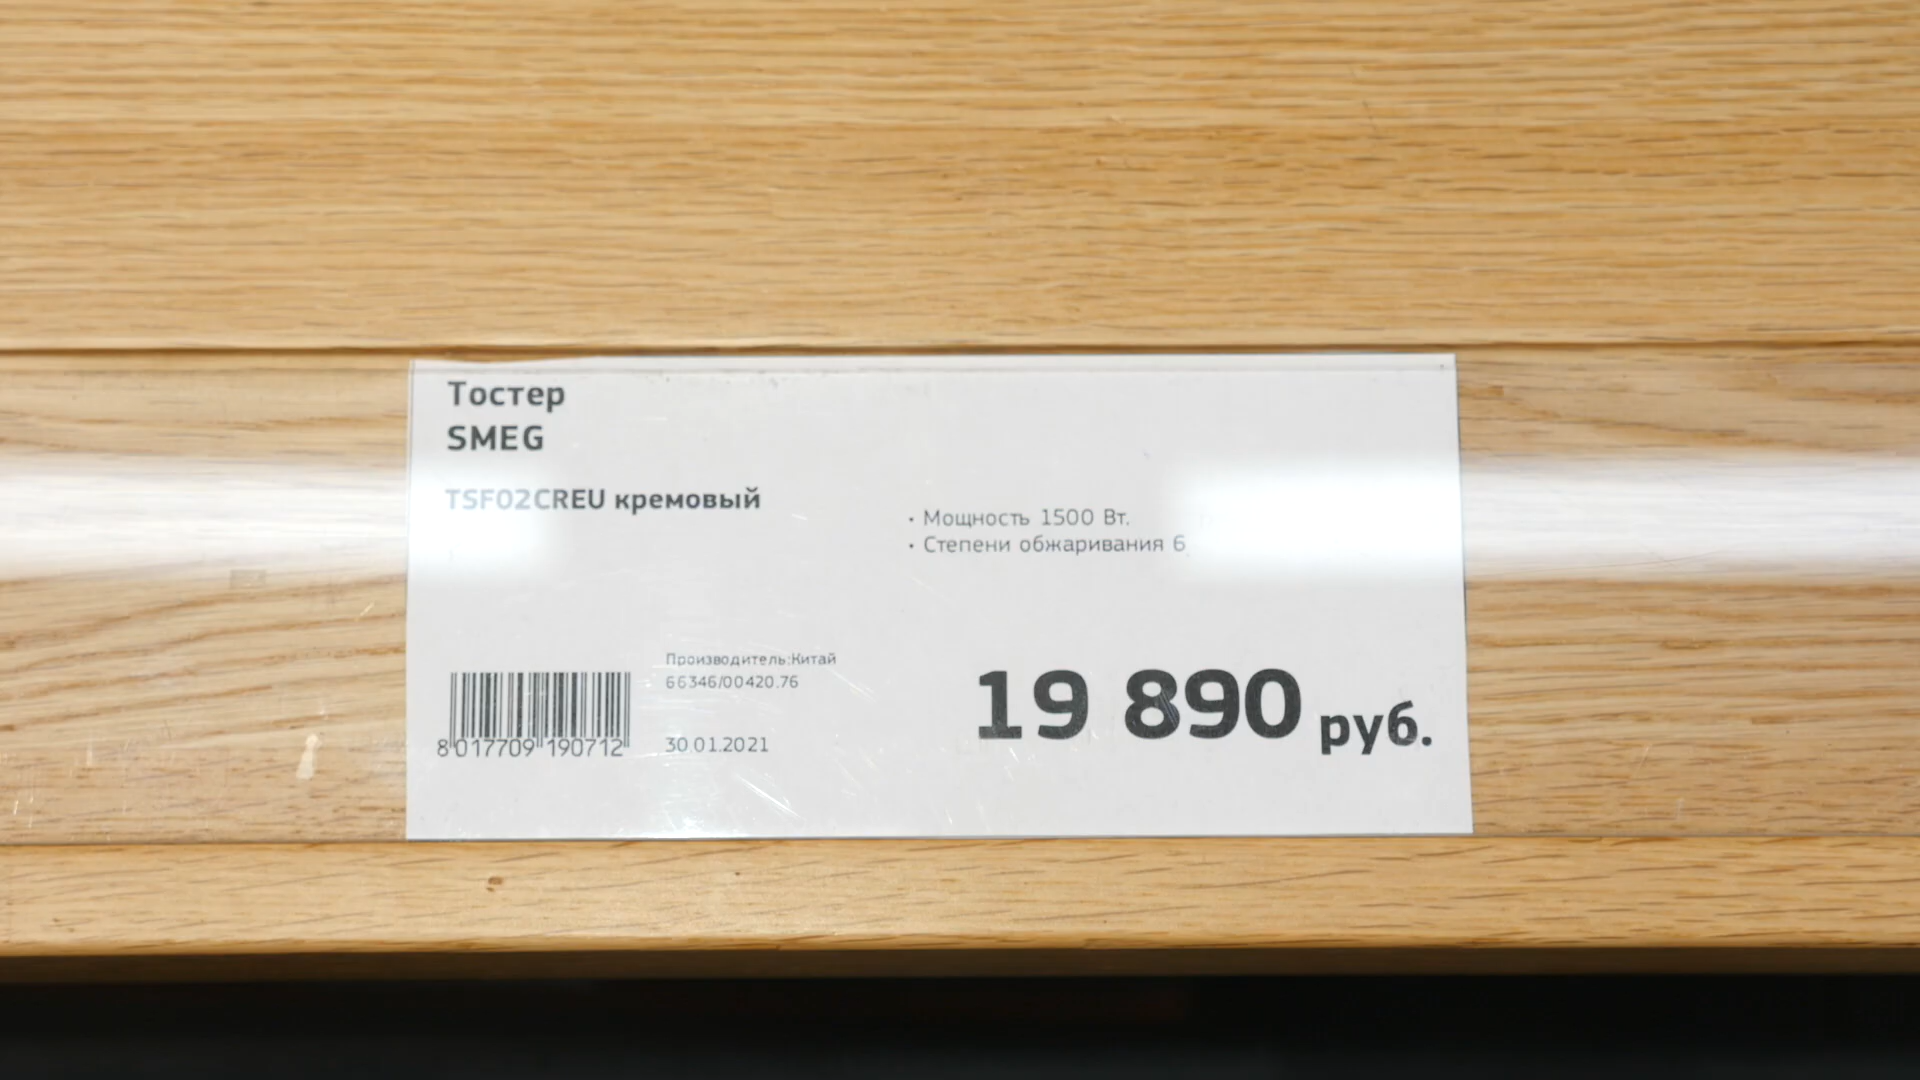 Тостер
SMEG
TSF02CREU кремовый
• Мощность 1500 Вт.
• Степени обжаривания 6
Производитель:Китай
66346/00420.76
30.01.2021
8 017709 190712
19 890 руб.